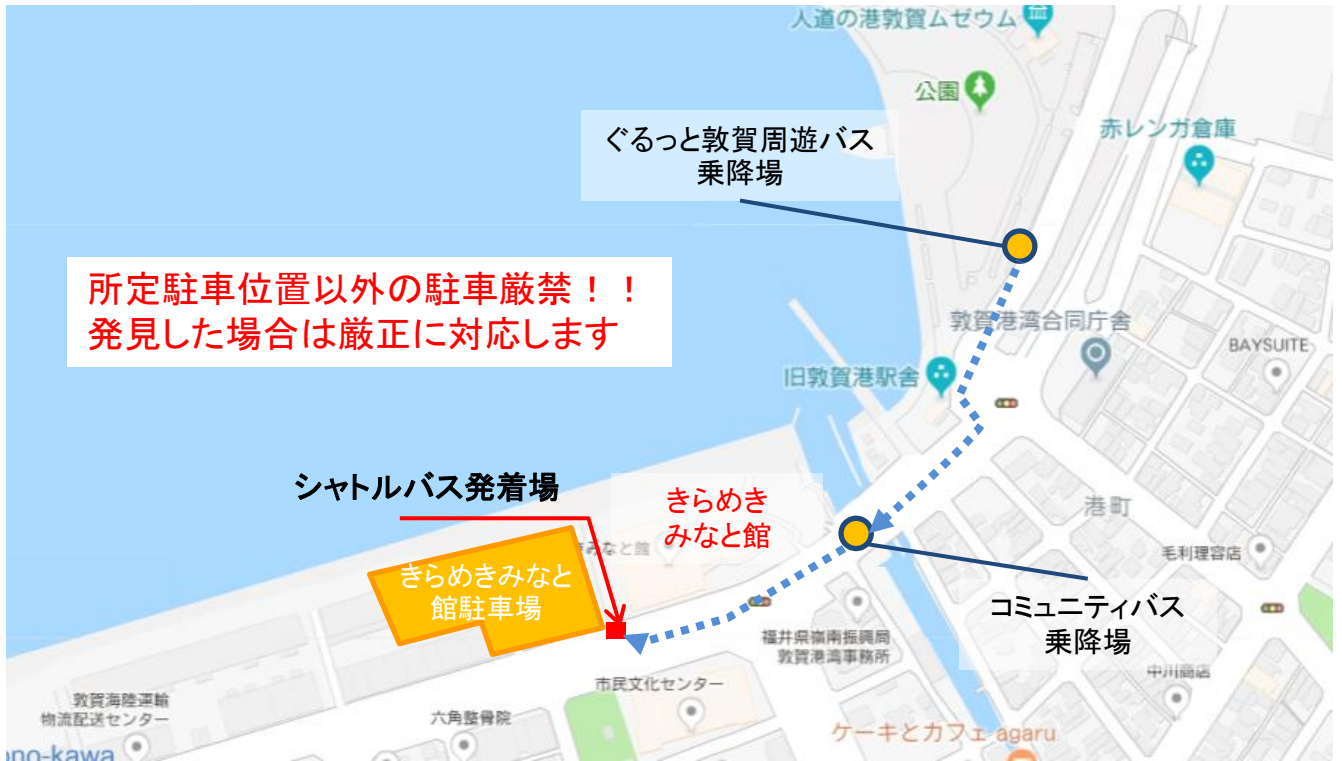 人道の港敦賀ムゼウム
公園
赤レンガ倉庫
ぐるっと敦賀周遊バス
乗降場
所定駐車位置以外の駐車厳禁！！
発見した場合は厳正に対応します
敦賀港湾合同庁舎
BAYSUITE
旧敦賀港駅舎
シャトルバス発着場
きらめき
みなと館
港町
みなと館
毛利理容店
きらめきみなと
館駐車場
コミュニティバス
乗降場
福井県嶺南振興局
敦賀港湾事務所
中川商店
市民文化センター
敦賀海陸運輸
物流配送センター
六角整骨院
ケーキとカフェ agaru
ono-kawa